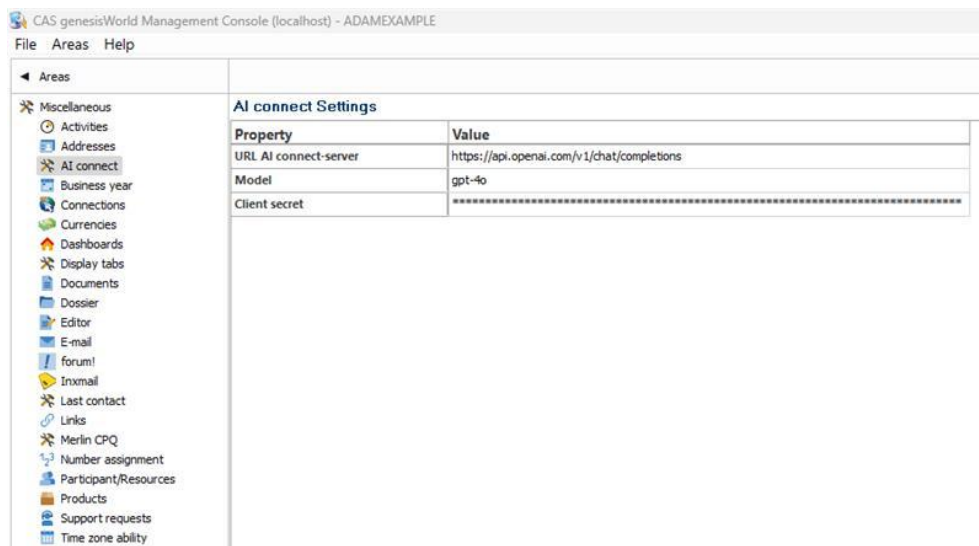 CAS genesisWorld Management Console (localhost) - ADAMEXAMPLE
File Areas Help
◄ Areas
Miscellaneous
Activities
Addresses
AI connect
Business year
Connections
Currencies
Dashboards
Display tabs
Documents
Dossier
Editor
E-mail
forum!
Inxmail
Last contact
Links
Merlin CPQ
Number assignment
Participant/Resources
Products
Support requests
Time zone ability
AI connect Settings
Property Value
URL AI connect-server https://api.openai.com/v1/chat/completions
Model gpt-4o
Client secret ******************************************************************************